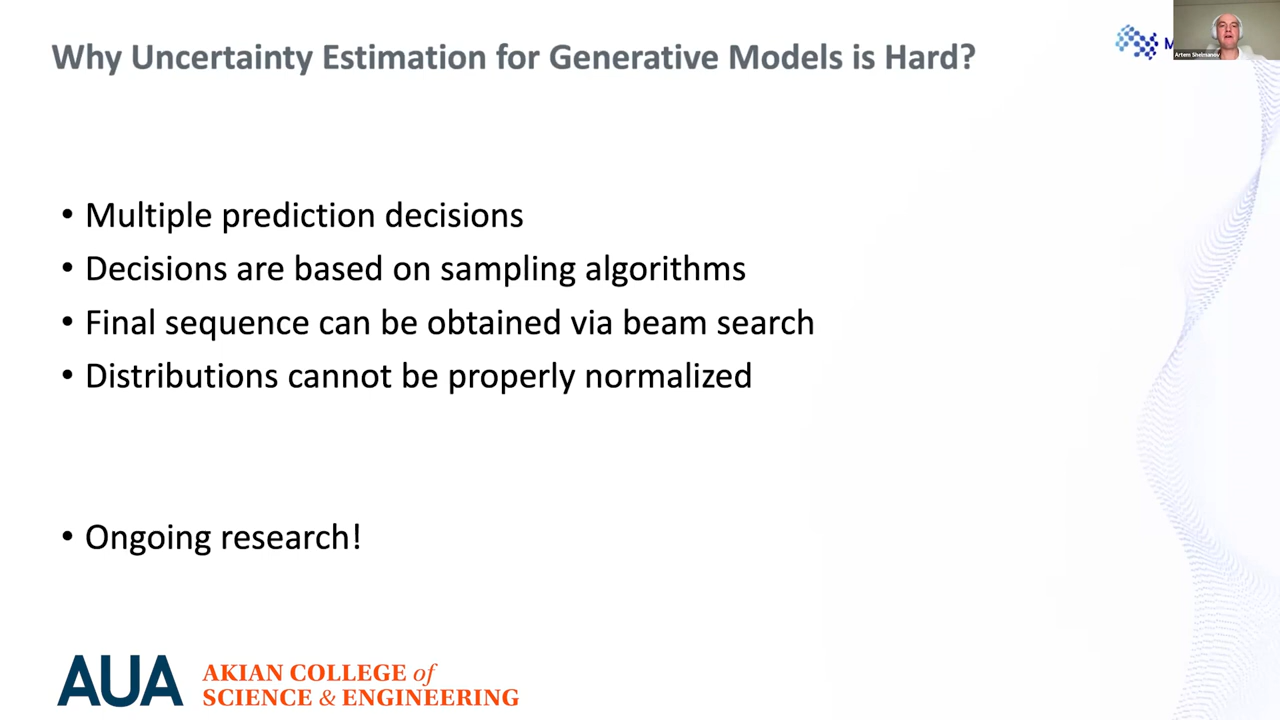 Why Uncertainty Estimation for Generative Models is Hard?
M
Artem Shelmanov
• Multiple prediction decisions
• Decisions are based on sampling algorithms
• Final sequence can be obtained via beam search
• Distributions cannot be properly normalized
• Ongoing research!
AUA
AKIAN COLLEGE of
SCIENCE & ENGINEERING